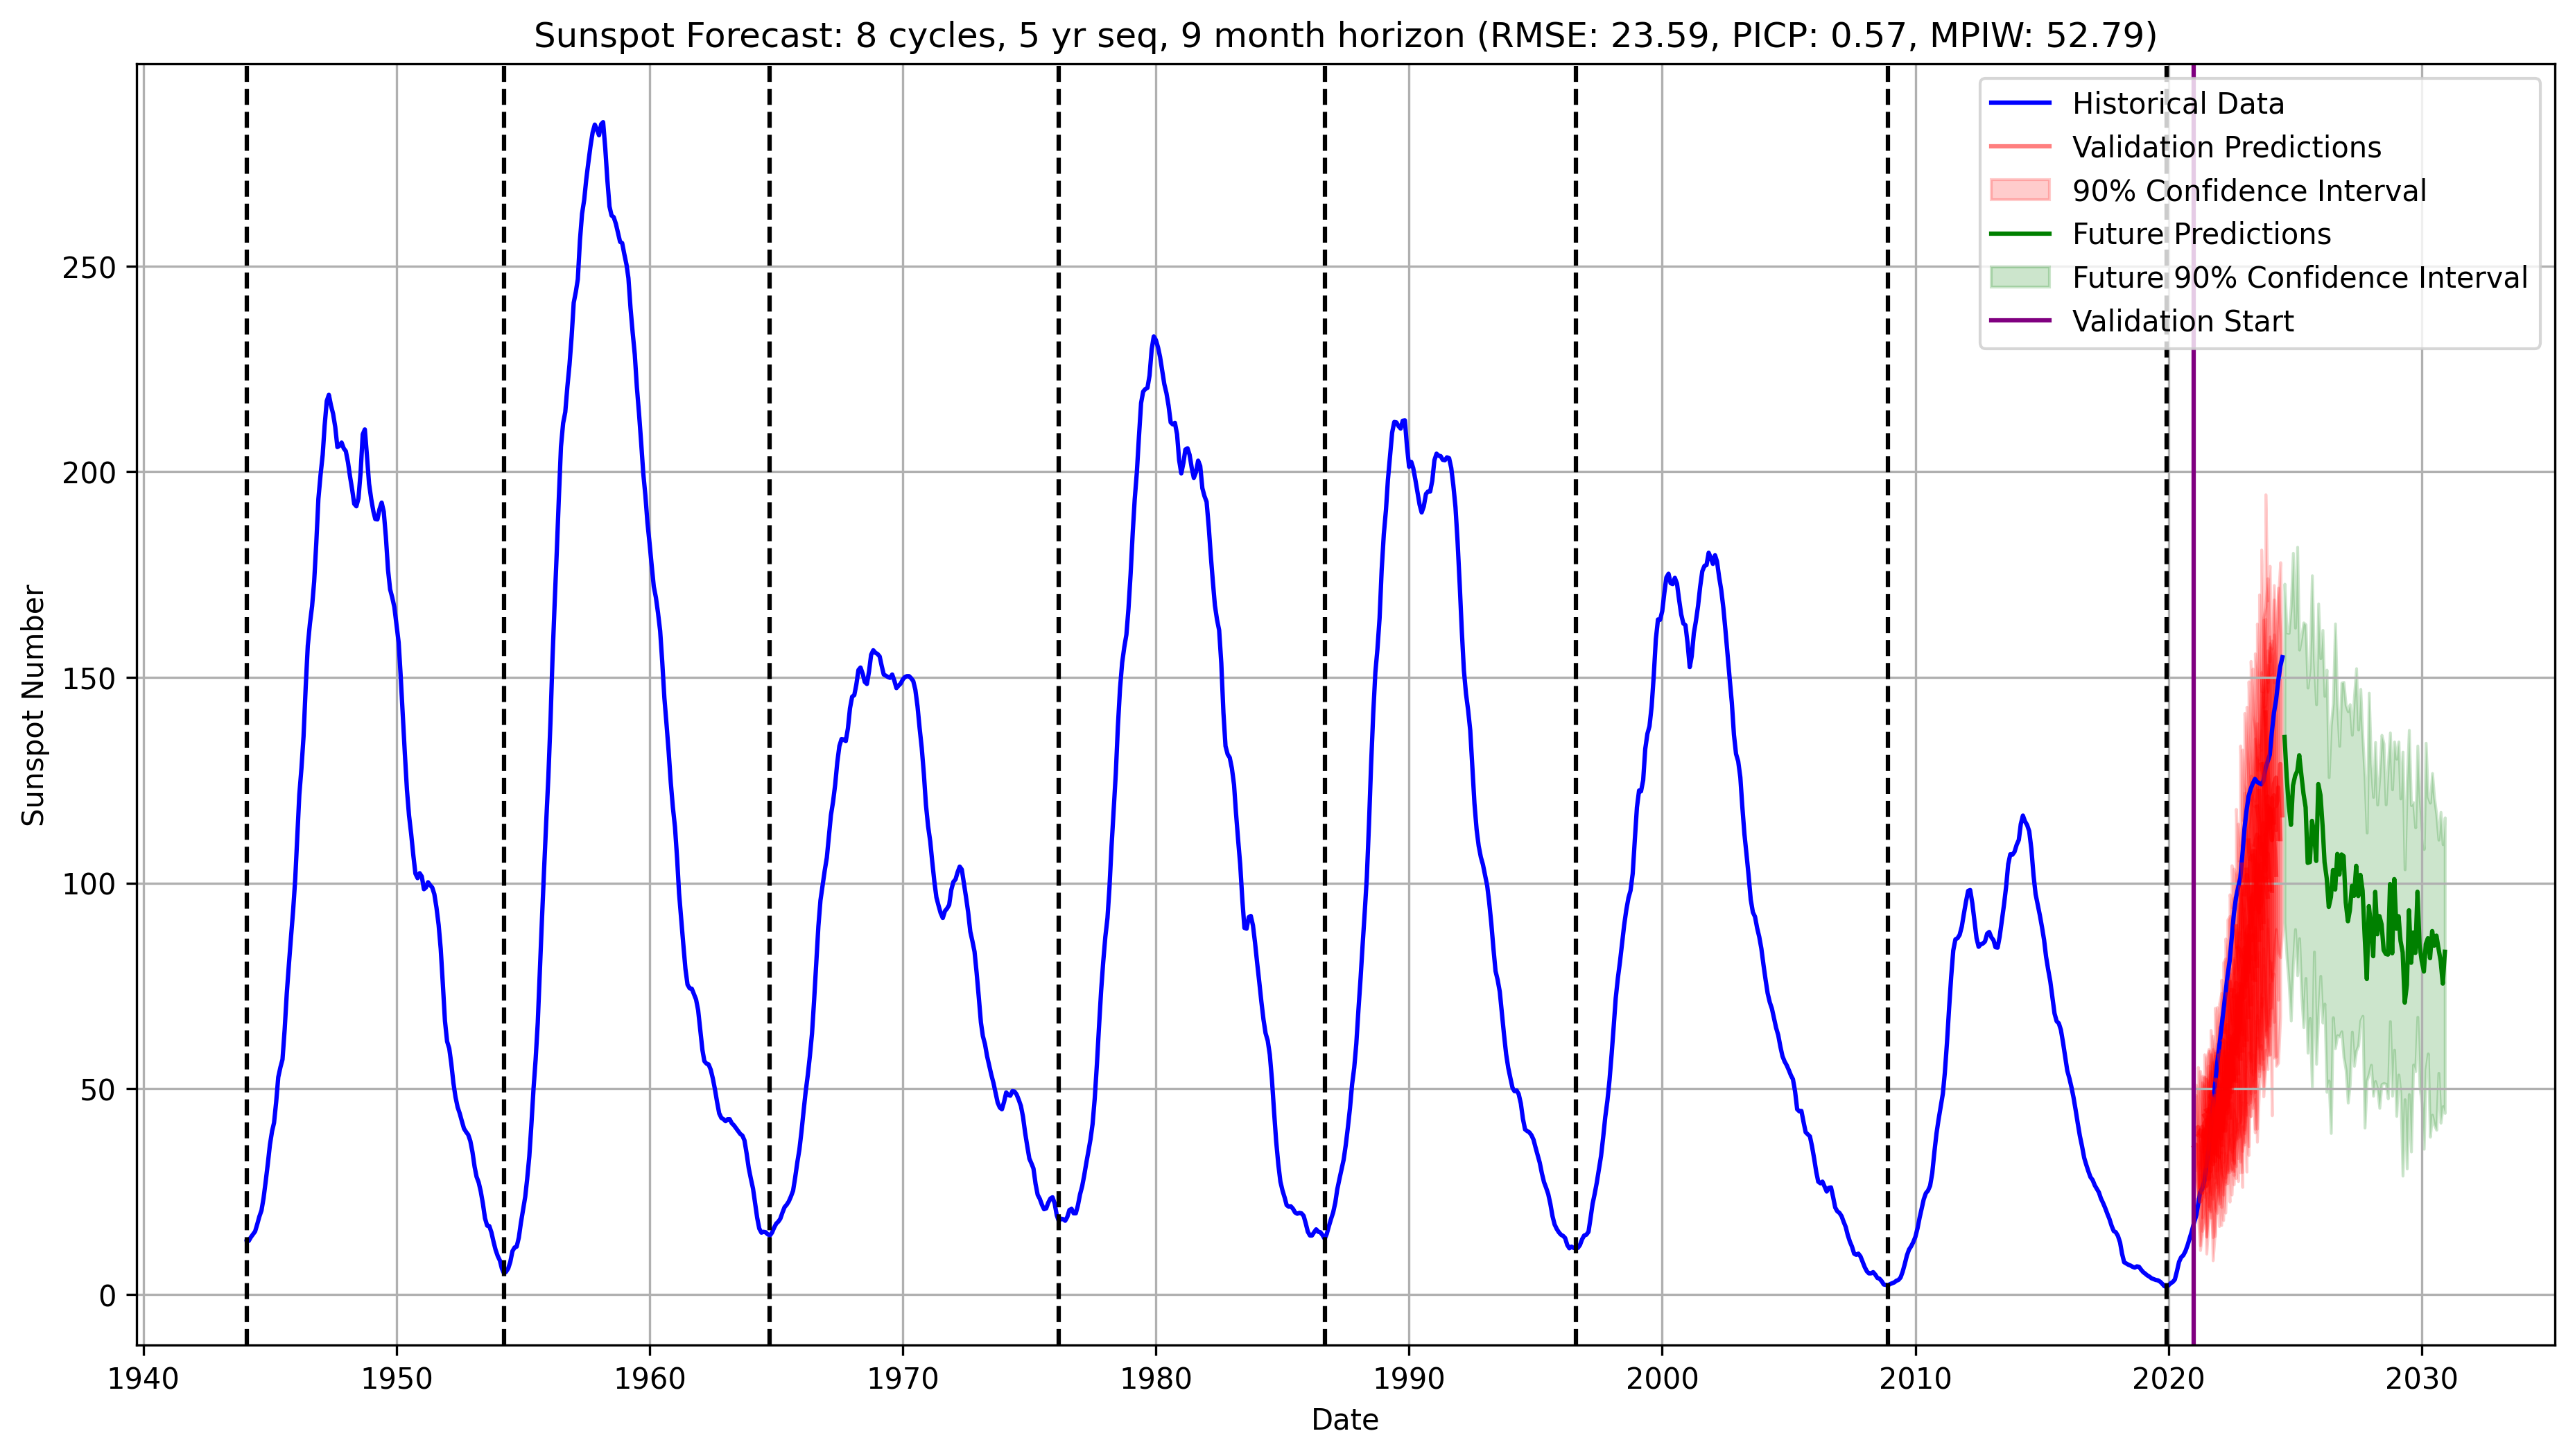 Sunspot Forecast: 8 cycles, 5 yr seq, 9 month horizon (RMSE: 23.59, PICP: 0.57, MPIW: 52.79)
Historical Data
Validation Predictions
90% Confidence Interval
Future Predictions
Future 90% Confidence Interval
Validation Start
Sunspot Number
250
200
150
100
50
0
1940 1950 1960 1970 1980 1990 2000 2010 2020 2030
Date